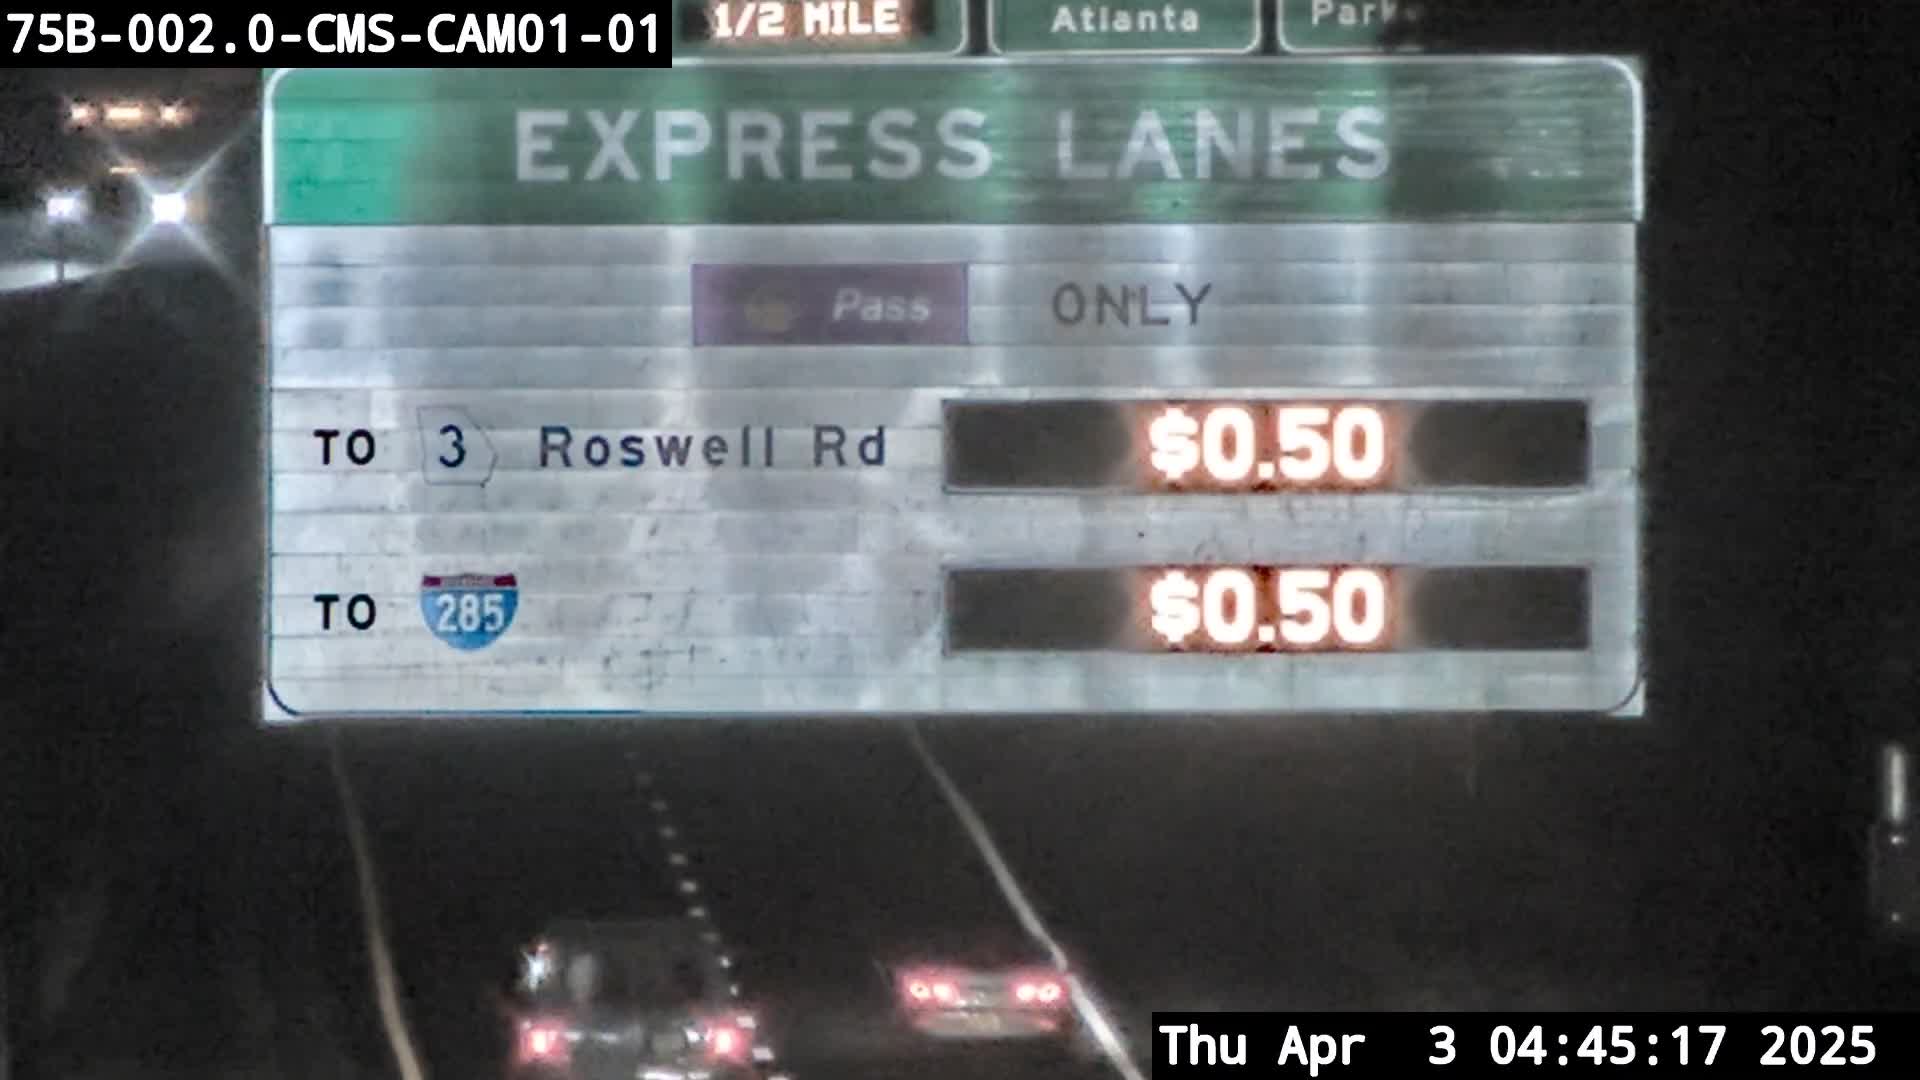 75B-002.0-CMS-CAM01-01
1/2 MILE
Atlanta
EXPRESS LANES
Pass ONLY
TO 3 Roswell Rd $0.50
TO 285 $0.50
Thu Apr 3 04:45:17 2025